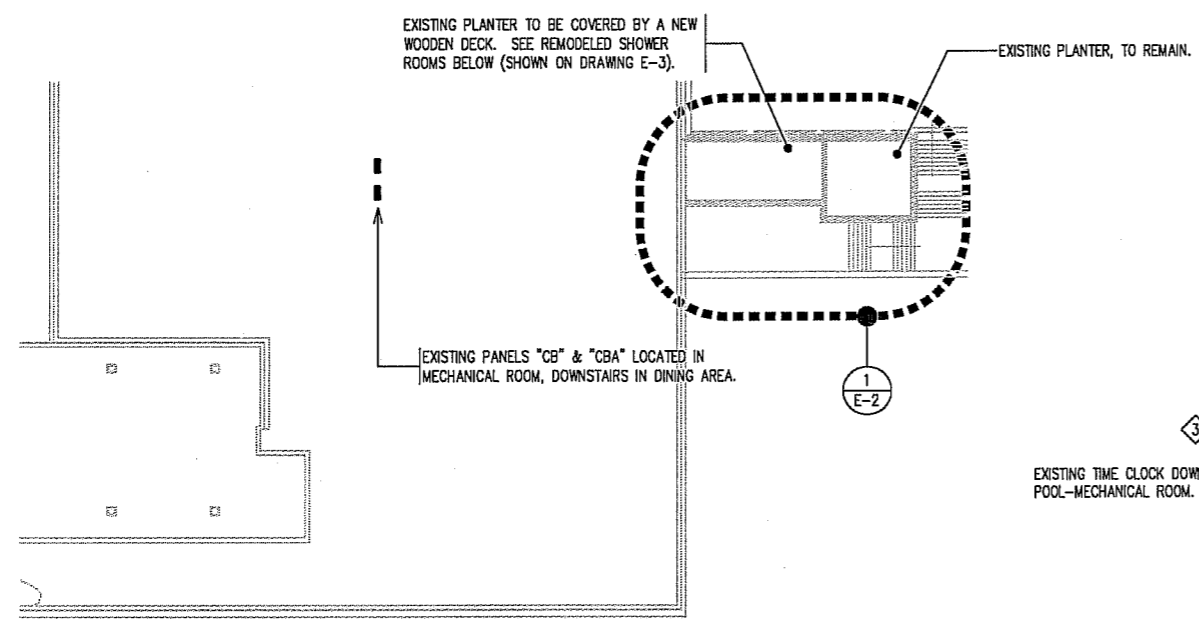 EXISTING PLANTER TO BE COVERED BY A NEW
WOODEN DECK. SEE REMODELED SHOWER
ROOMS BELOW (SHOWN ON DRAWING E-3).
EXISTING PLANTER, TO REMAIN.
EXISTING PANELS "CB" & "CBA" LOCATED IN
MECHANICAL ROOM, DOWNSTAIRS IN DINING AREA.
1
E-2
3
EXISTING TIME CLOCK
POOL-MECHANICAL ROOM.